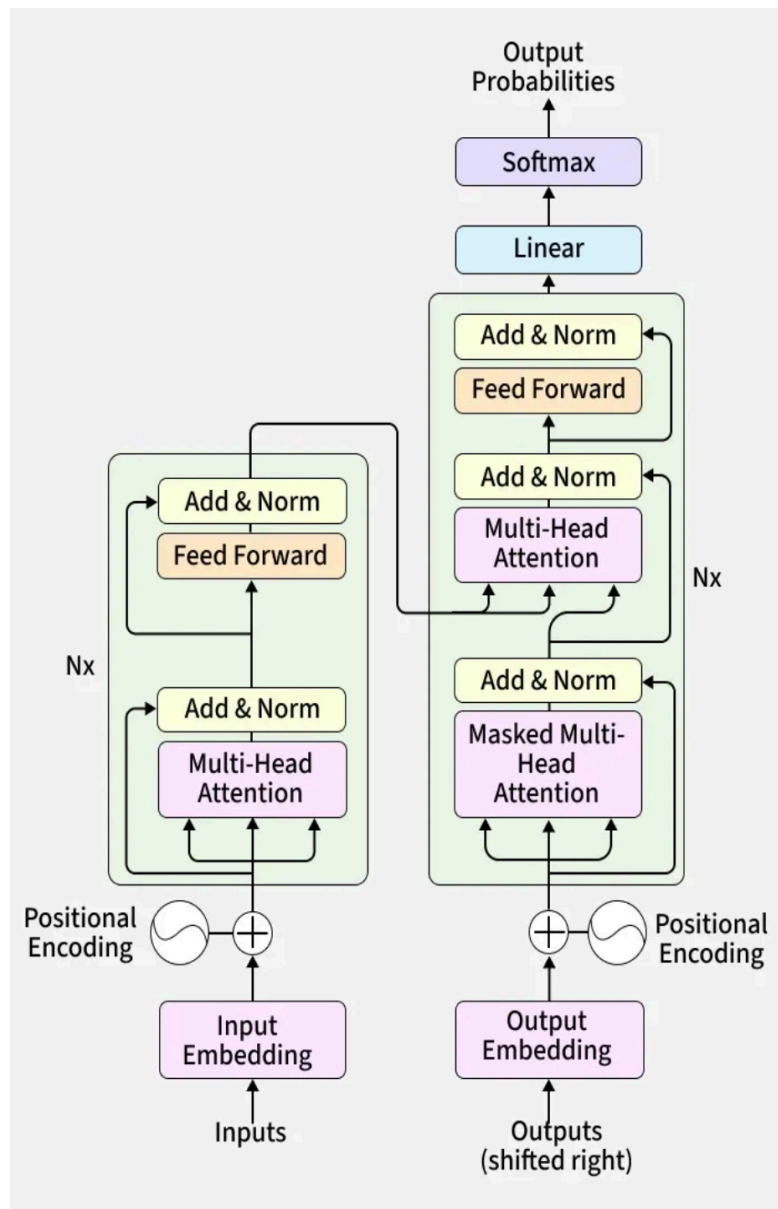 Output
Probabilities
Softmax
Linear
Add & Norm
Feed Forward
Add & Norm
Multi-Head
Attention
Nx
Add & Norm
Masked Multi-
Head
Attention
Positional
Encoding
Output
Embedding
Outputs
(shifted right)
Add & Norm
Feed Forward
Nx
Add & Norm
Multi-Head
Attention
Positional
Encoding
Input
Embedding
Inputs